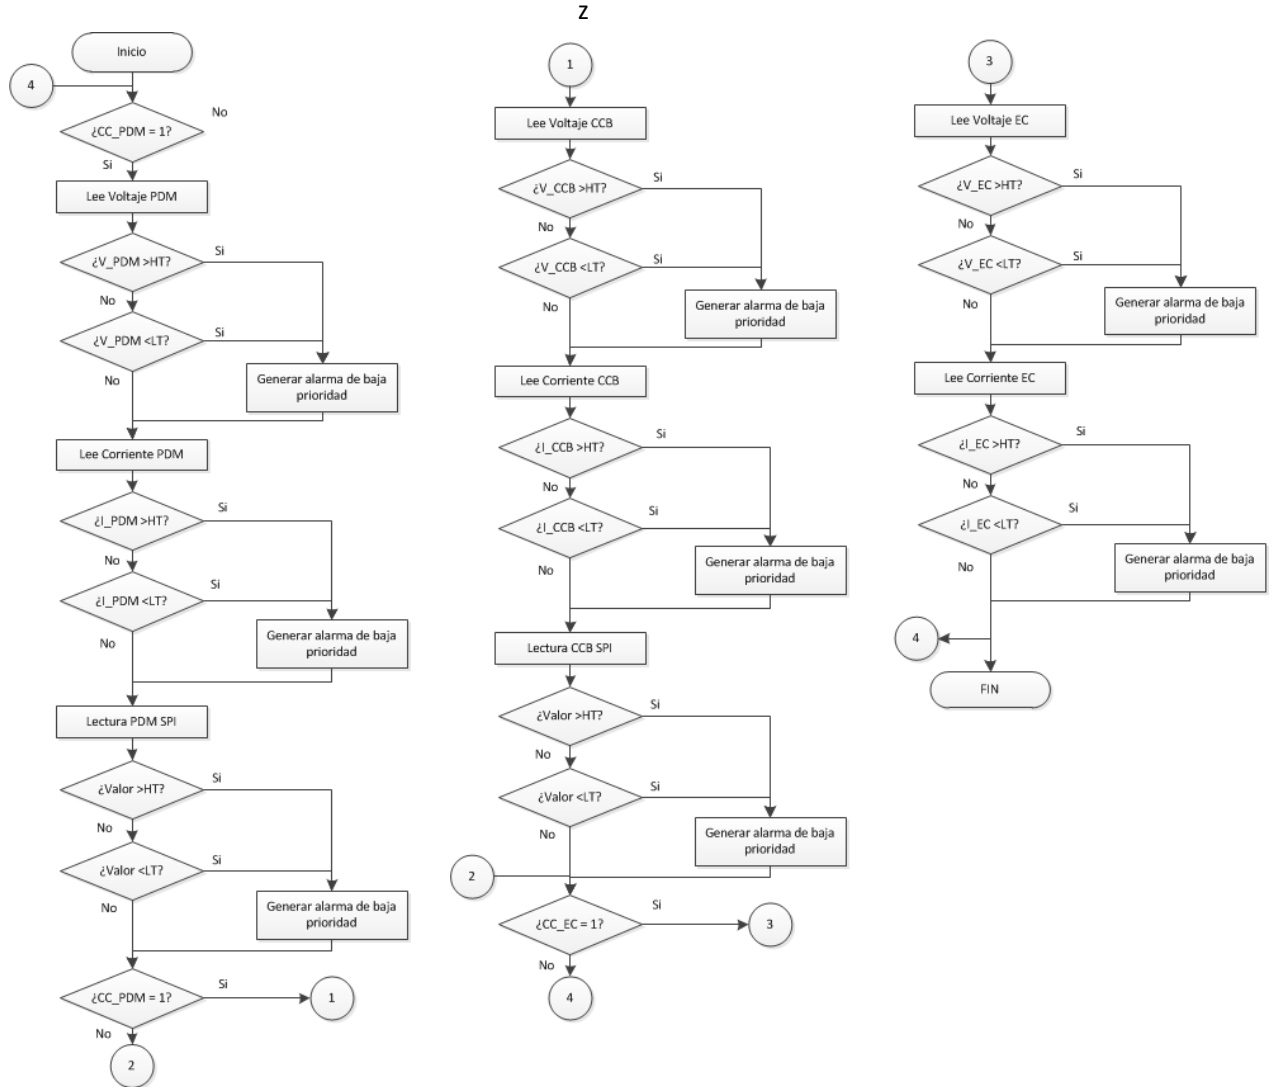 z
Inicio
4
No
¿CC_PDM = 1?
Si
Lee Voltaje PDM
¿V_PDM >HT?
Si
No
¿V_PDM <LT?
Si
No
Generar alarma de baja
prioridad
Lee Corriente PDM
¿I_PDM >HT?
Si
No
¿I_PDM <LT?
Si
No
Generar alarma de baja
prioridad
Lectura PDM SPI
¿Valor >HT?
Si
No
¿Valor <LT?
Si
No
Generar alarma de baja
prioridad
¿CC_PDM = 1?
Si
1
No
2
1
Lee Voltaje CCB
¿V_CCB >HT?
Si
No
¿V_CCB <LT?
Si
No
Generar alarma de baja
prioridad
Lee Corriente CCB
¿I_CCB >HT?
Si
No
¿I_CCB <LT?
Si
No
Generar alarma de baja
prioridad
Lectura CCB SPI
¿Valor >HT?
Si
No
¿Valor <LT?
Si
No
Generar alarma de baja
prioridad
2
¿CC_EC = 1?
Si
3
No
4
3
Lee Voltaje EC
¿V_EC >HT?
Si
No
¿V_EC <LT?
Si
No
Generar alarma de baja
prioridad
Lee Corriente EC
¿I_EC >HT?
Si
No
¿I_EC <LT?
Si
No
Generar alarma de baja
prioridad
4
FIN